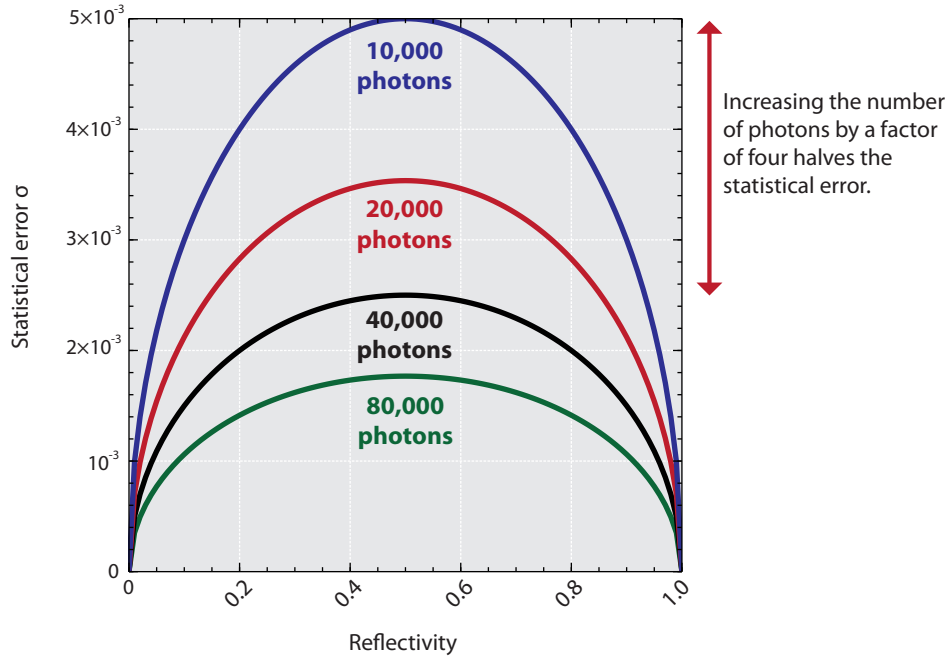 5×10⁻³
4×10⁻³
3×10⁻³
2×10⁻³
10⁻³
0
Statistical error σ
10,000
photons
20,000
photons
40,000
photons
80,000
photons
0
0.2
0.4
0.6
0.8
1.0
Reflectivity
Increasing the number
of photons by a factor
of four halves the
statistical error.